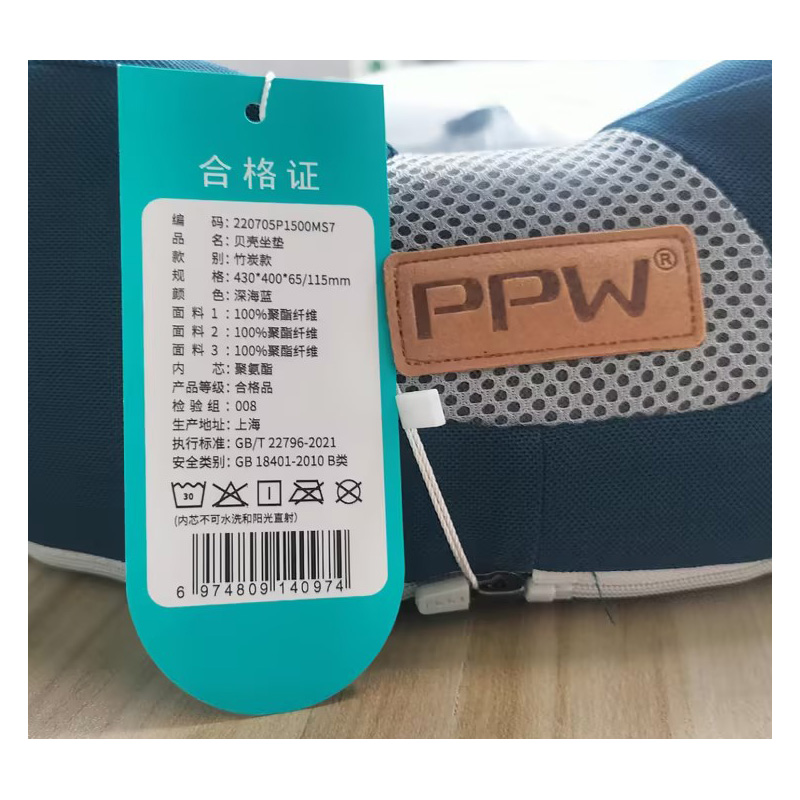 合格证
编 码：220705P1500MS7
品 名：贝壳坐垫
款 别：竹炭款
规 格：430*400*65/115mm
颜 色：深海蓝
面 料 1 ：100%聚酯纤维
面 料 2 ：100%聚酯纤维
面 料 3 ：100%聚酯纤维
内 芯：聚氨酯
产品等级：合格品
检 验 组：008
生产地址：上海
执行标准：GB/T 22796-2021
安全类别：GB 18401-2010 B类
30
(内芯不可水洗和阳光直射)
6 974809 140974
PPW®